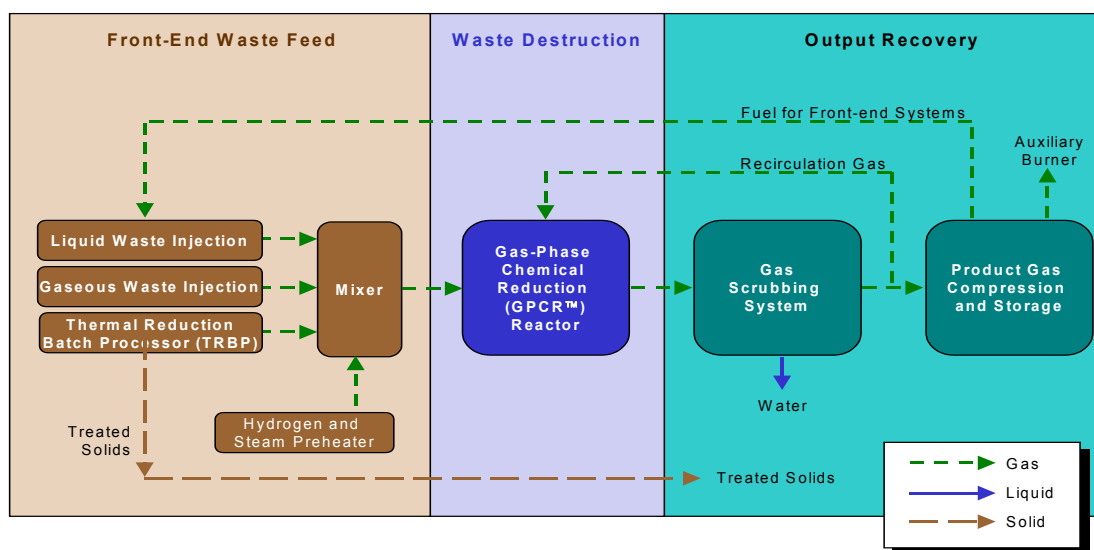 Front-End Waste Feed
Waste Destruction
Output Recovery
Fuel for Front-end Systems
Auxiliary
Burner
Recirculation Gas
Liquid Waste Injection
Gaseous Waste Injection
Thermal Reduction
Batch Processor (TRBP)
Mixer
Gas-Phase
Chemical
Reduction
(GPCR™)
Reactor
Gas
Scrubbing
System
Product Gas
Compression
and Storage
Hydrogen and
Steam Preheater
Water
Treated
Solids
Treated Solids
Gas
Liquid
Solid